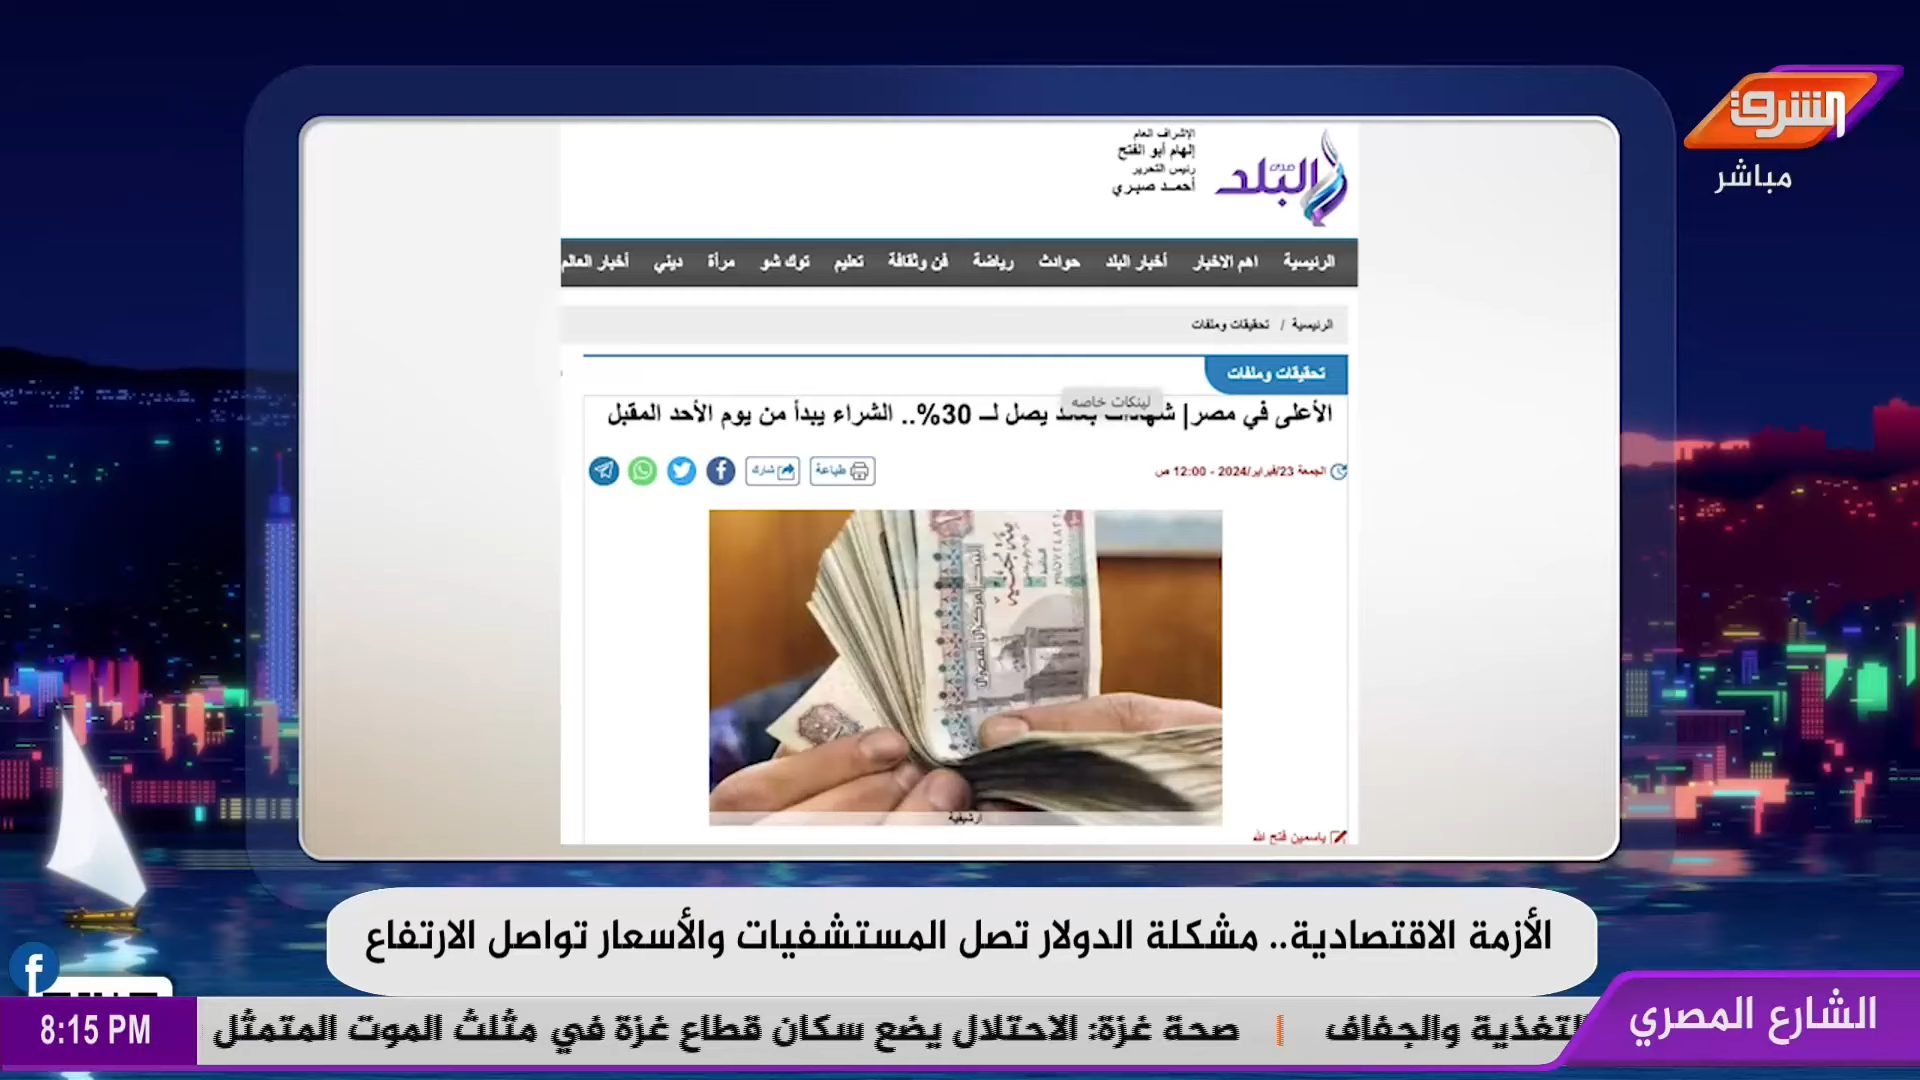 الشرق
مباشر
الإشراف العام
إلهام أبو الفتح
رئيس التحرير
أحمد صبري
صدى البلد
الرئيسية اهم الاخبار أخبار البلد حوادث رياضة فن وثقافة تعليم توك شو مرأة ديني أخبار العالم
الرئيسية / تحقيقات وملفات
تحقيقات وملفات
لينكات خاصه
الأعلى في مصر| شهادات بعائد يصل لـ 30%.. الشراء يبدأ من يوم الأحد المقبل
الجمعة 23/فبراير/2024 - 12:00 ص
طباعة
شارك
البنك المركزي المصري
ارشيفية
ياسمين فتح الله
الأزمة الاقتصادية.. مشكلة الدولار تصل المستشفيات والأسعار تواصل الارتفاع
الشارع المصري
التغذية والجفاف | صحة غزة: الاحتلال يضع سكان قطاع غزة في مثلث الموت المتمثل
8:15 PM